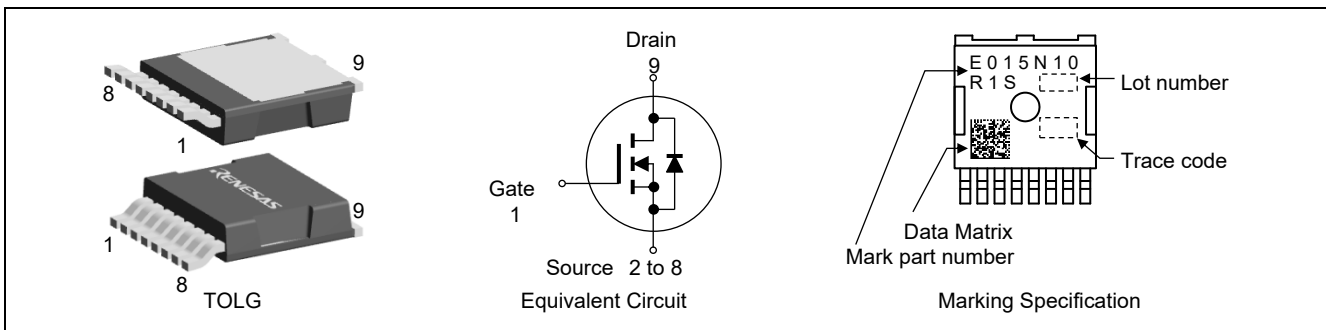 9
8
1
RENESAS
9
1
8
TOLG
Drain
9
Gate
1
Source 2 to 8
Equivalent Circuit
E015N10
R1S
Lot number
Trace code
Data Matrix
Mark part number
Marking Specification